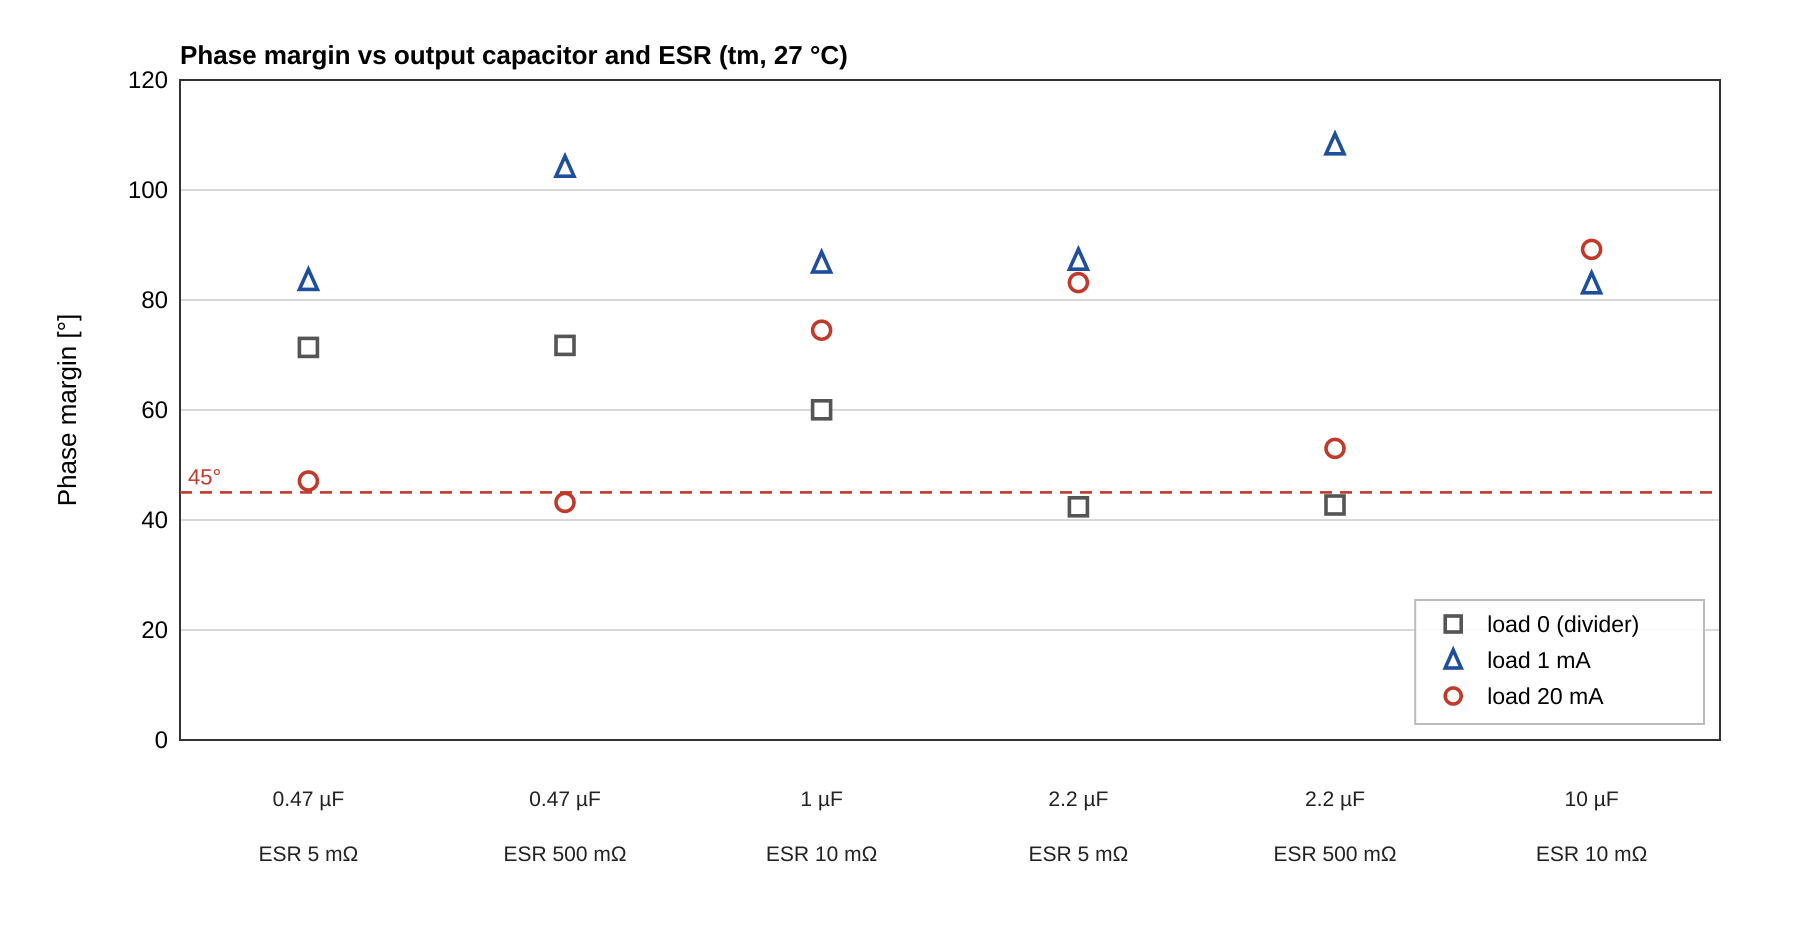 Phase margin vs output capacitor and ESR (tm, 27 °C)
120
100
80
60
40
20
0
Phase margin [°]
45°
load 0 (divider)
load 1 mA
load 20 mA
0.47 µF 0.47 µF 1 µF 2.2 µF 2.2 µF 10 µF
ESR 5 mΩ ESR 500 mΩ ESR 10 mΩ ESR 5 mΩ ESR 500 mΩ ESR 10 mΩ